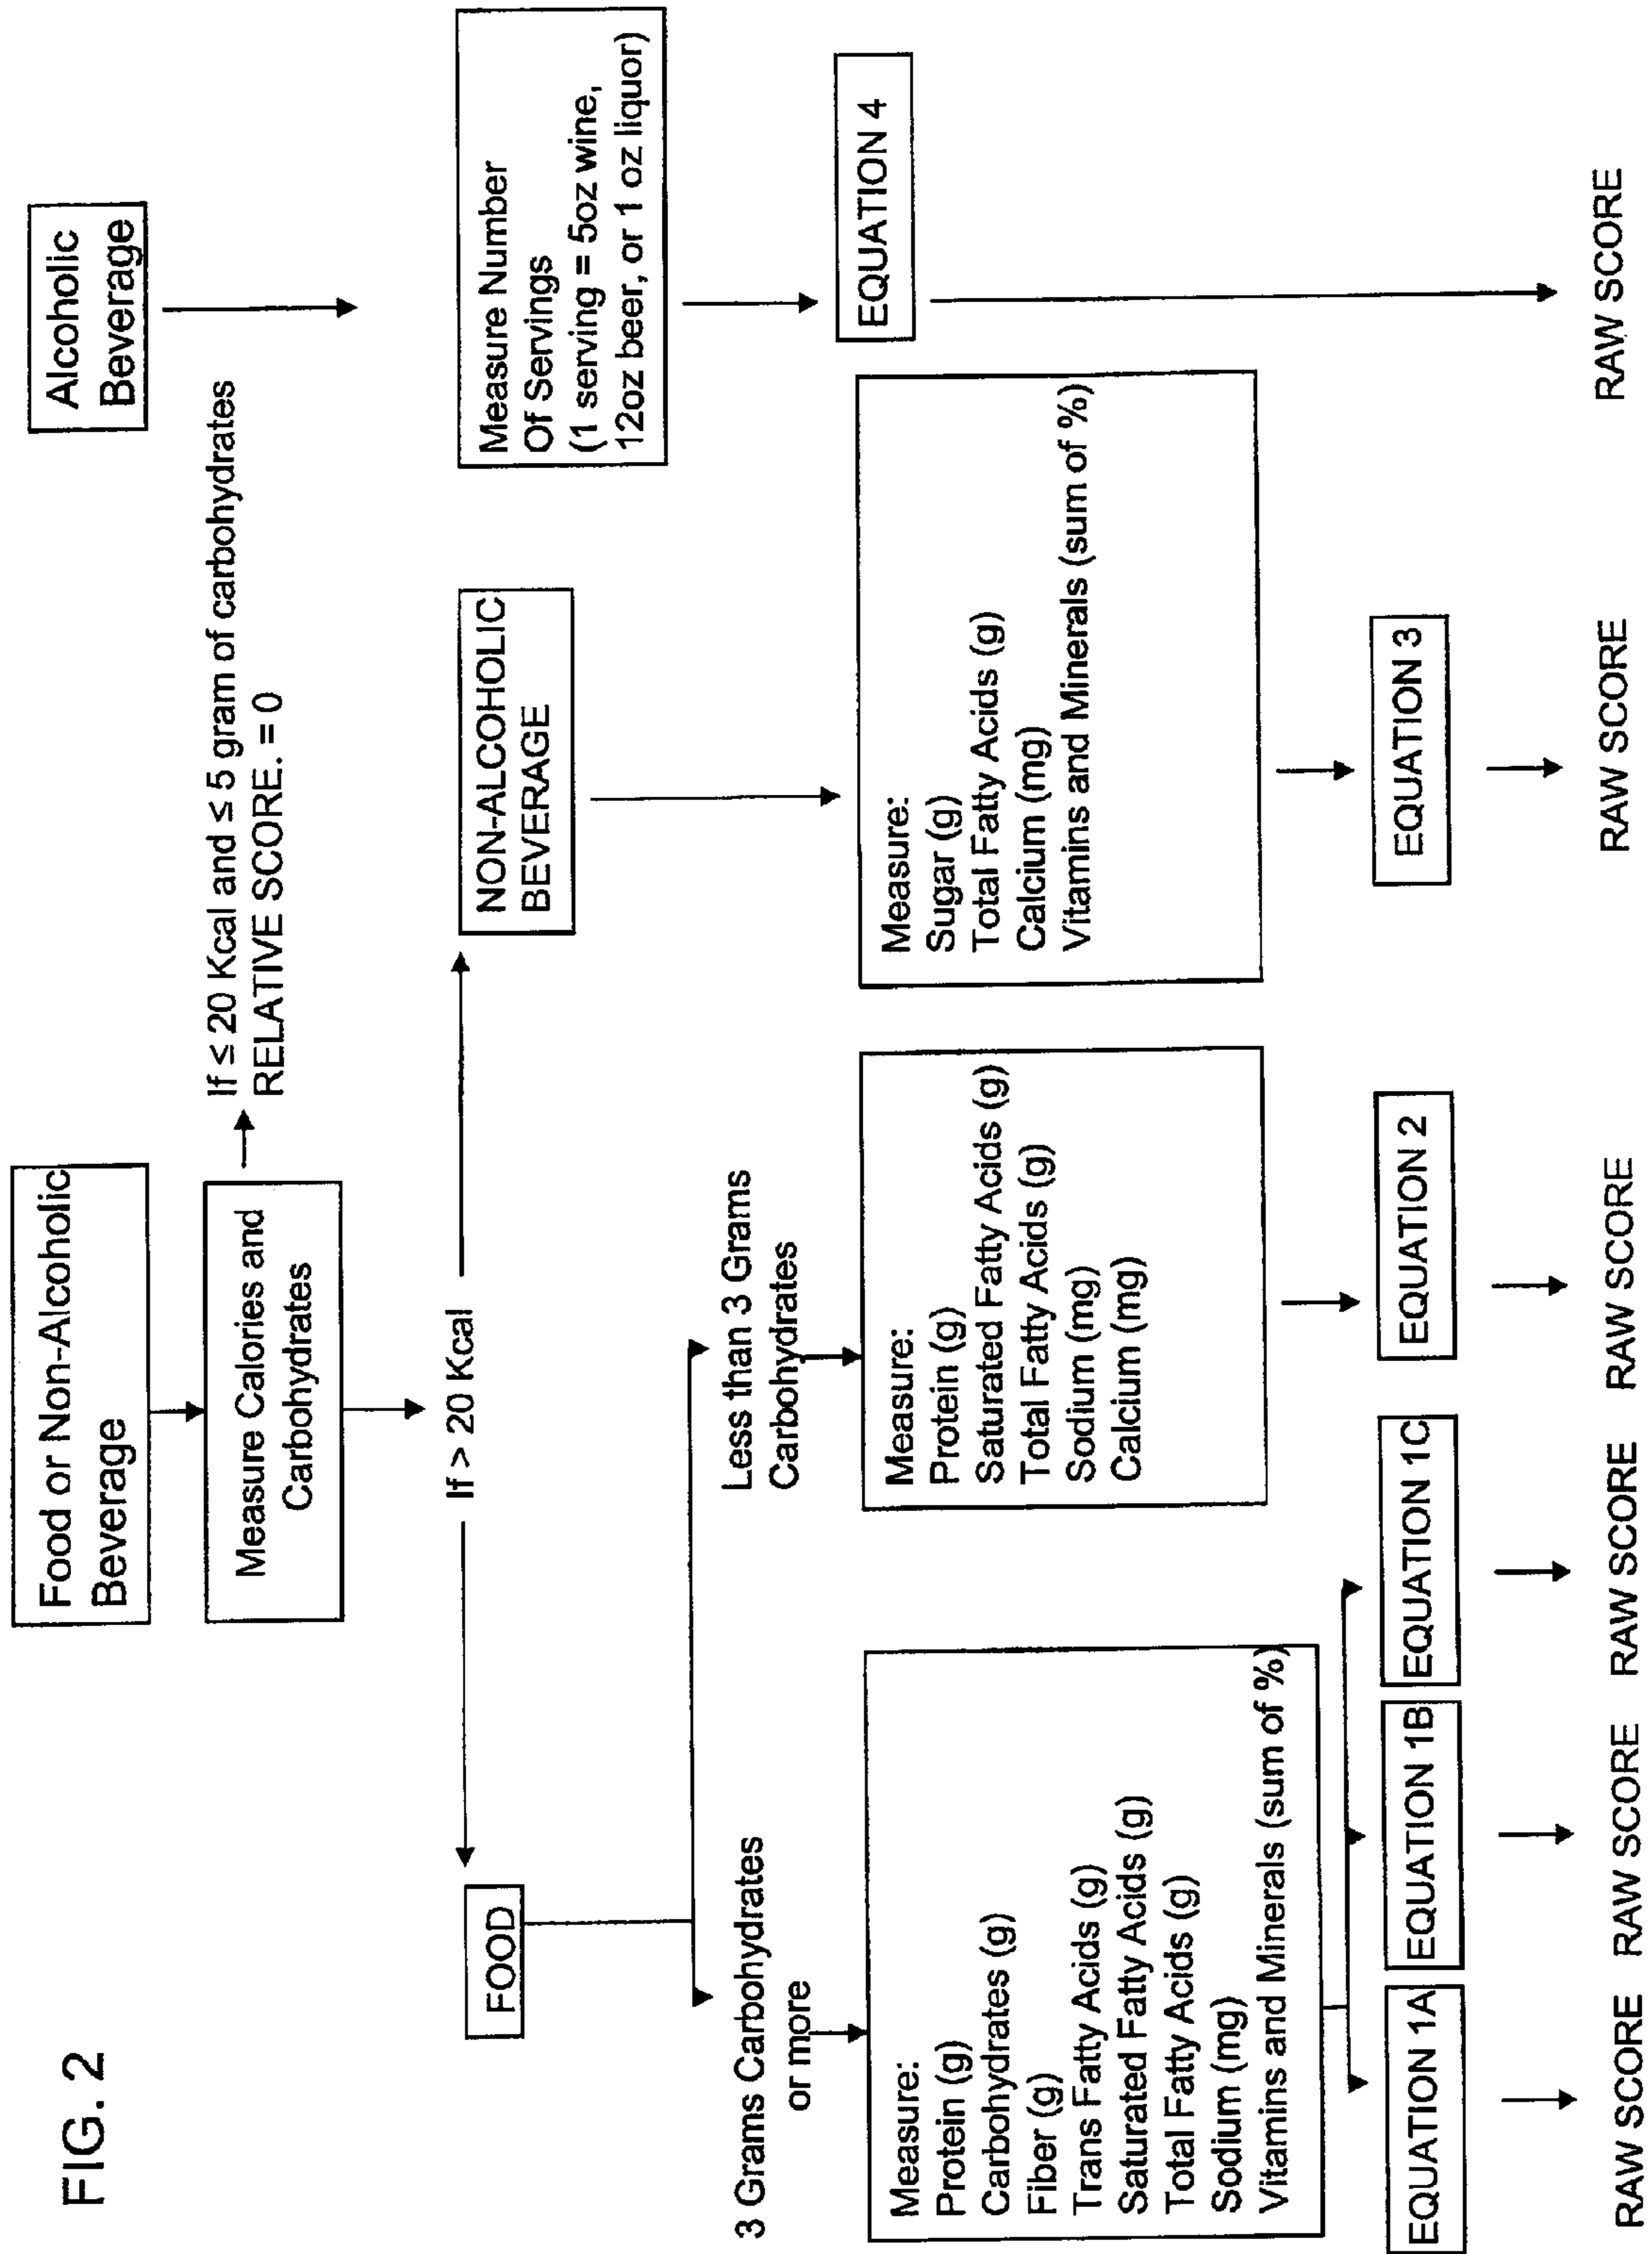 FIG. 2
Food or Non-Alcoholic
Beverage
Alcoholic
Beverage
Measure Calories and
Carbohydrates
If ≤ 20 Kcal and ≤ 5 gram of carbohydrates
RELATIVE SCORE. = 0
If > 20 Kcal
FOOD
NON-ALCOHOLIC
BEVERAGE
Measure Number
Of Servings
(1 serving = 5oz wine,
12oz beer, or 1 oz liquor)
3 Grams Carbohydrates
or more
Less than 3 Grams
Carbohydrates
Measure:
Protein (g)
Carbohydrates (g)
Fiber (g)
Trans Fatty Acids (g)
Saturated Fatty Acids (g)
Total Fatty Acids (g)
Sodium (mg)
Vitamins and Minerals (sum of %)
Measure:
Protein (g)
Saturated Fatty Acids (g)
Total Fatty Acids (g)
Sodium (mg)
Calcium (mg)
Measure:
Sugar (g)
Total Fatty Acids (g)
Calcium (mg)
Vitamins and Minerals (sum of %)
EQUATION 4
EQUATION 1A
EQUATION 1B
EQUATION 1C
EQUATION 2
EQUATION 3
RAW SCORE
RAW SCORE
RAW SCORE
RAW SCORE
RAW SCORE
RAW SCORE